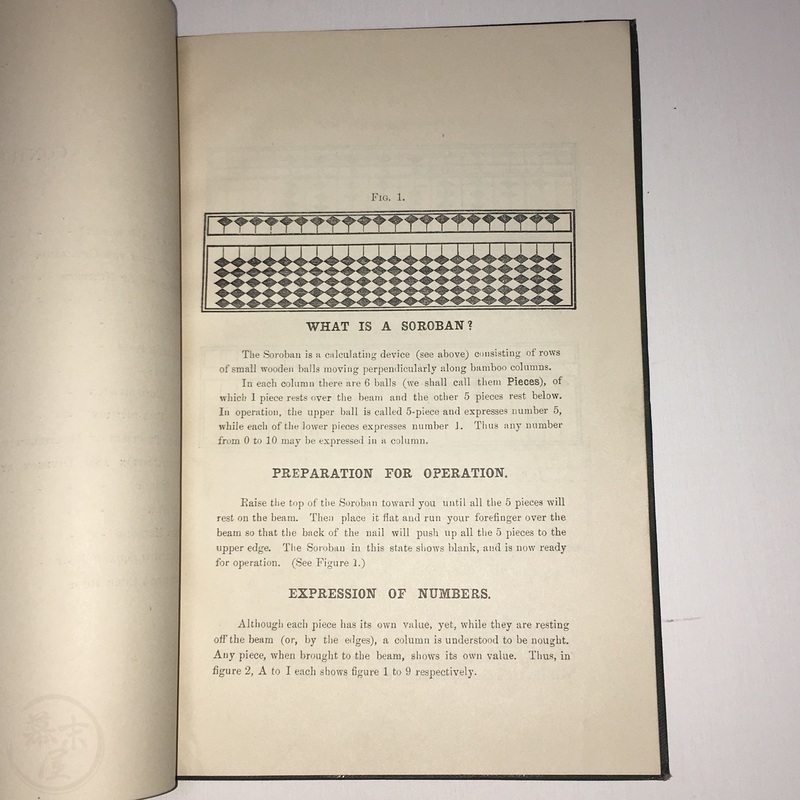 FIG. 1.
WHAT IS A SOROBAN?
The Soroban is a calculating device (see above) consisting of rows
of small wooden balls moving perpendicularly along bamboo columns.
In each column there are 6 balls (we shall call them Pieces), of
which 1 piece rests over the beam and the other 5 pieces rest below.
In operation, the upper ball is called 5-piece and expresses number 5,
while each of the lower pieces expresses number 1. Thus any number
from 0 to 10 may be expressed in a column.
PREPARATION FOR OPERATION.
Raise the top of the Soroban toward you until all the 5 pieces will
rest on the beam. Then place it flat and run your forefinger over the
beam so that the back of the nail will push up all the 5 pieces to the
upper edge. The Soroban in this state shows blank, and is now ready
for operation. (See Figure 1.)
EXPRESSION OF NUMBERS.
Although each piece has its own value, yet, while they are resting
off the beam (or, by the edges), a column is understood to be nought.
Any piece, when brought to the beam, shows its own value. Thus, in
figure 2, A to I each shows figure 1 to 9 respectively.
幕末
屋